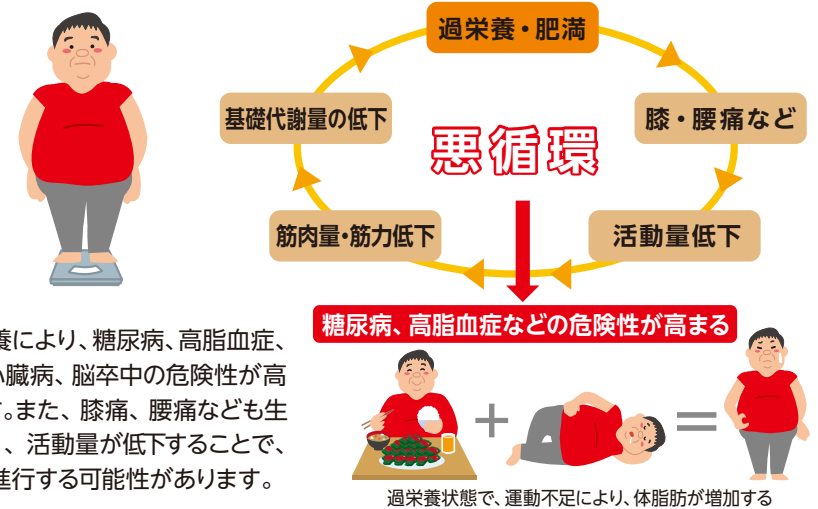 過栄養・肥満
膝・腰痛など
活動量低下
筋肉量・筋力低下
基礎代謝量の低下
悪循環
糖尿病、高脂血症などの危険性が高まる
養により、糖尿病、高脂血症、
臓病、脳卒中の危険性が高
。また、膝痛、腰痛なども生
、活動量が低下することで、
進行する可能性があります。
過栄養状態で、運動不足により、体脂肪が増加する